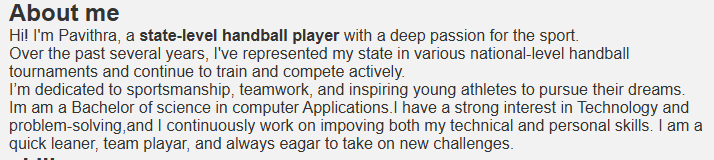 About me
Hi! I'm Pavithra, a state-level handball player with a deep passion for the sport.
Over the past several years, I've represented my state in various national-level handball
tournaments and continue to train and compete actively.
I'm dedicated to sportsmanship, teamwork, and inspiring young athletes to pursue their dreams.
Im am a Bachelor of science in computer Applications.I have a strong interest in Technology and
problem-solving,and I continuously work on impoving both my technical and personal skills. I am a
quick leaner, team playar, and always eagar to take on new challenges.